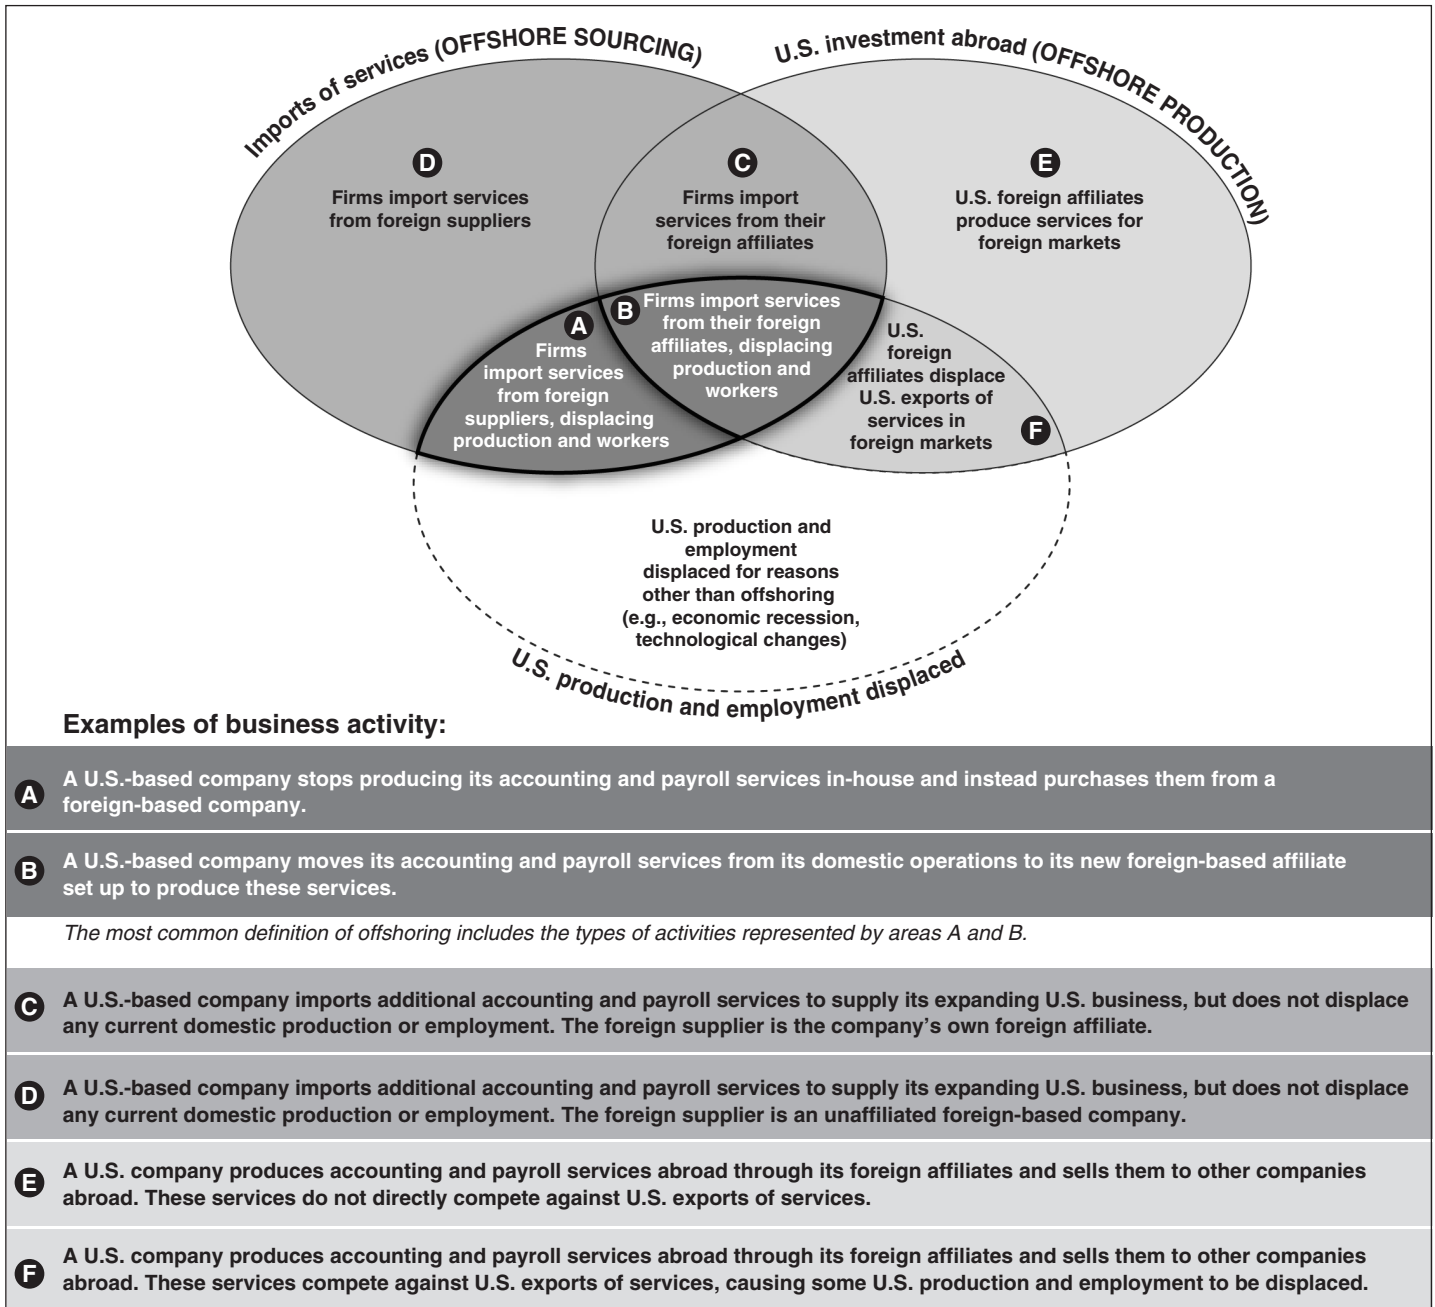 Imports of services (OFFSHORE SOURCING)
U.S. investment abroad (OFFSHORE PRODUCTION)
D
Firms import services
from foreign suppliers
C
Firms import
services from their
foreign affiliates
E
U.S. foreign affiliates
produce services for
foreign markets
A
Firms
import services
from foreign
suppliers, displacing
production and workers
B
Firms import services
from their foreign
affiliates, displacing
production and
workers
U.S.
foreign
affiliates displace
U.S. exports of
services in
foreign markets
F
U.S. production and
employment
displaced for reasons
other than offshoring
(e.g., economic recession,
technological changes)
U.S. production and employment displaced
Examples of business activity:
A
A U.S.-based company stops producing its accounting and payroll services in-house and instead purchases them from a
foreign-based company.
B
A U.S.-based company moves its accounting and payroll services from its domestic operations to its new foreign-based affiliate
set up to produce these services.
The most common definition of offshoring includes the types of activities represented by areas A and B.
C
A U.S.-based company imports additional accounting and payroll services to supply its expanding U.S. business, but does not displace
any current domestic production or employment. The foreign supplier is the company's own foreign affiliate.
D
A U.S.-based company imports additional accounting and payroll services to supply its expanding U.S. business, but does not displace
any current domestic production or employment. The foreign supplier is an unaffiliated foreign-based company.
E
A U.S. company produces accounting and payroll services abroad through its foreign affiliates and sells them to other companies
abroad. These services do not directly compete against U.S. exports of services.
F
A U.S. company produces accounting and payroll services abroad through its foreign affiliates and sells them to other companies
abroad. These services compete against U.S. exports of services, causing some U.S. production and employment to be displaced.